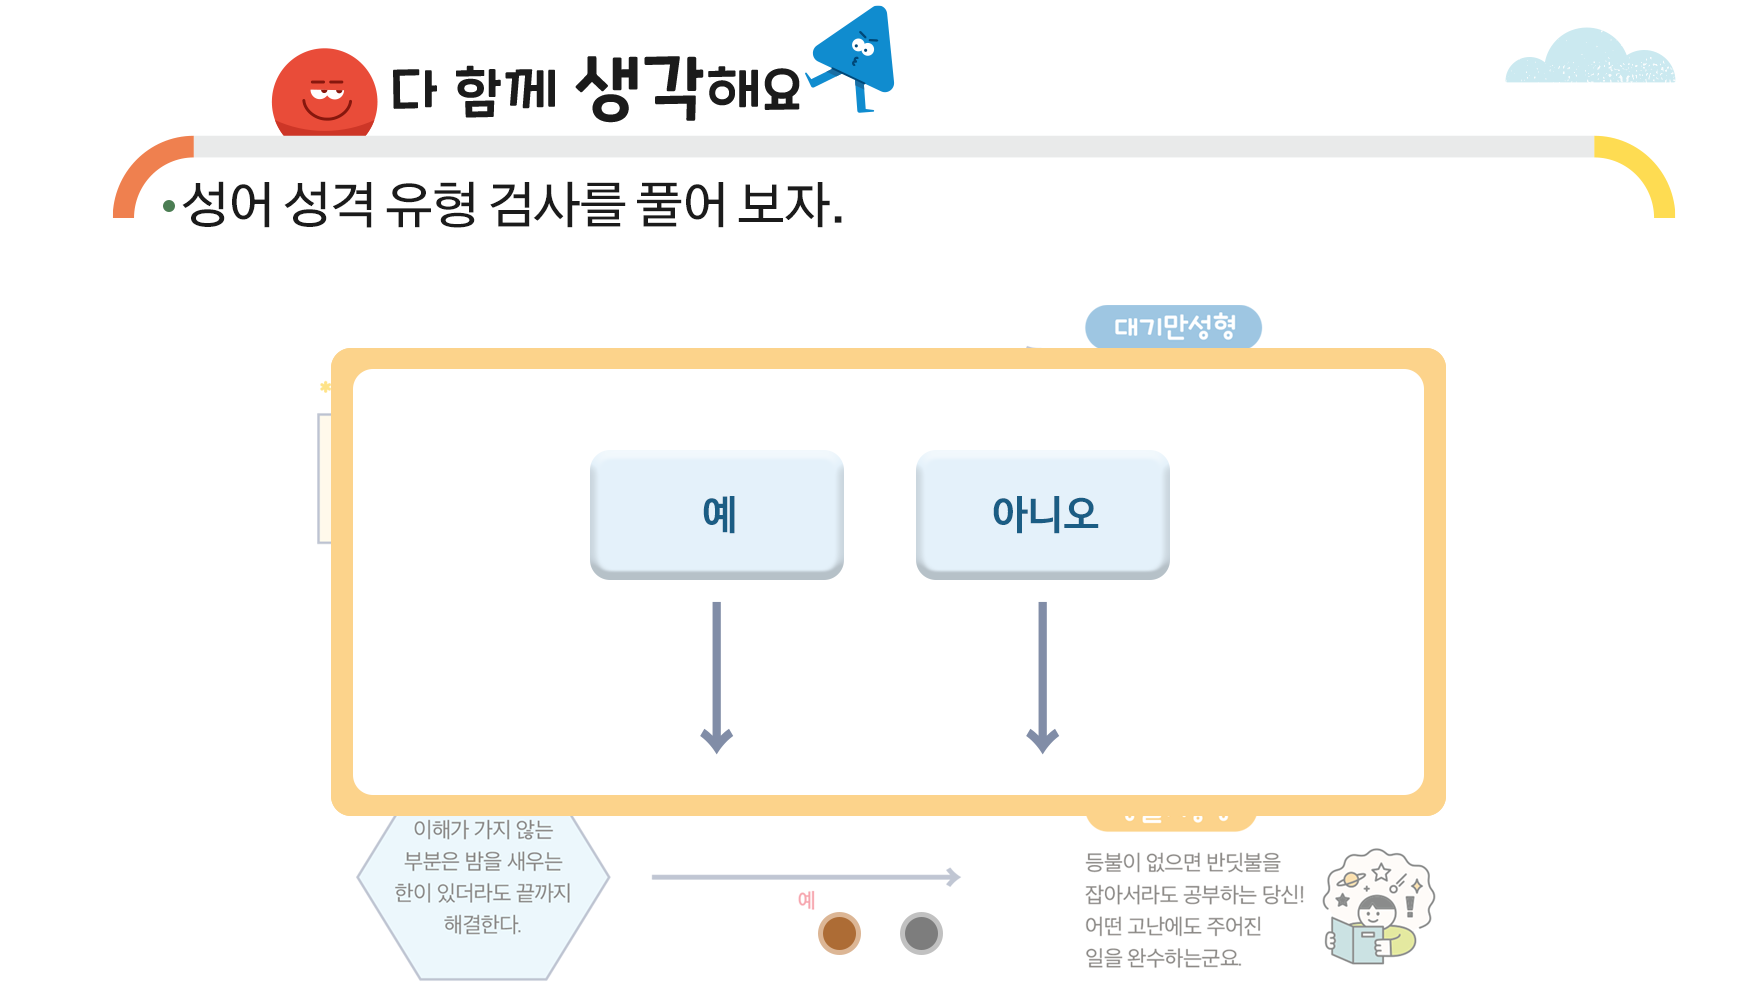 다 함께 생각해요
•성어 성격 유형 검사를 풀어 보자.
대기만성형
예
아니오
이해가 가지 않는
부분은 밤을 새우는
한이 있더라도 끝까지
해결한다.
예
등불이 없으면 반딧불을
잡아서라도 공부하는 당신!
어떤 고난에도 주어진
일을 완수하는군요.